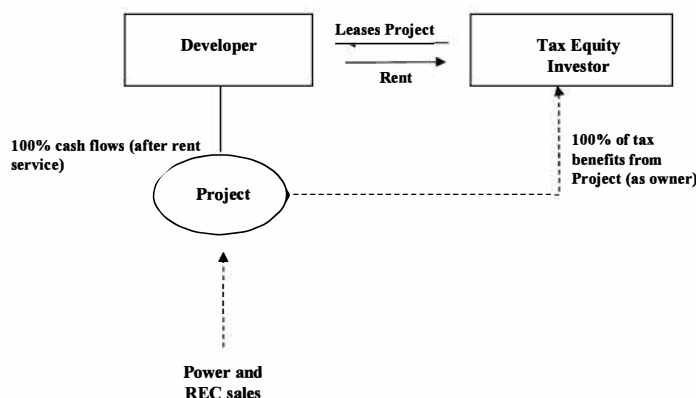 Developer
Leases Project
Rent
Tax Equity
Investor
100% cash flows (after rent
service)
100% of tax
benefits from
Project (as owner)
Project
Power and
REC sales